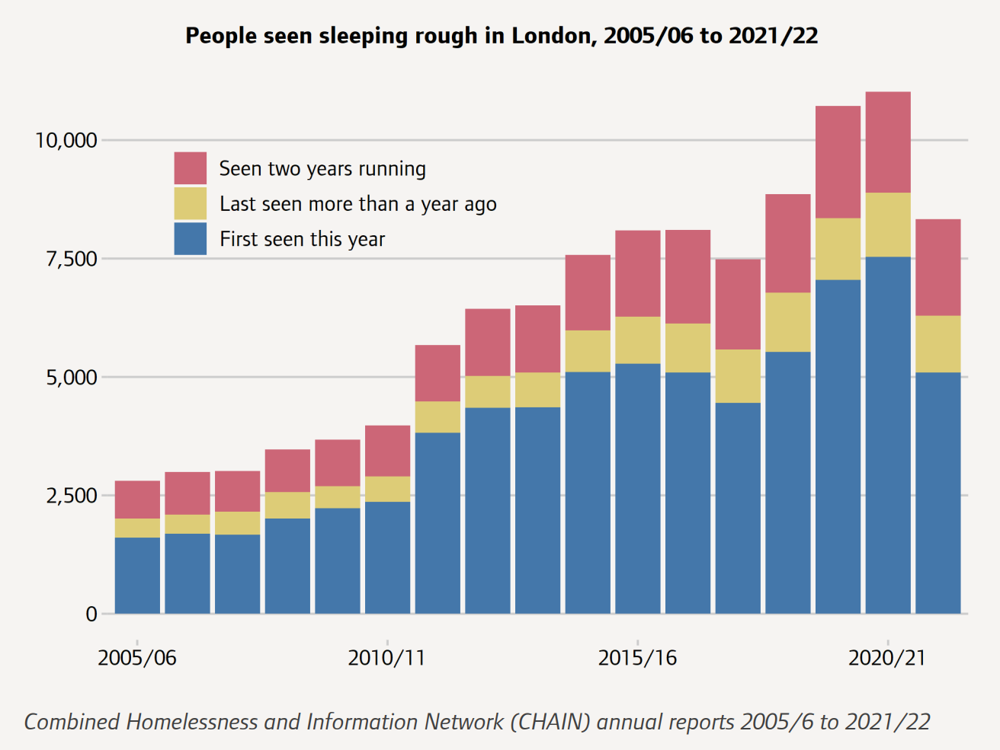 People seen sleeping rough in London, 2005/06 to 2021/22
10,000
7,500
5,000
2,500
0
Seen two years running
Last seen more than a year ago
First seen this year
2005/06
2010/11
2015/16
2020/21
Combined Homelessness and Information Network (CHAIN) annual reports 2005/6 to 2021/22